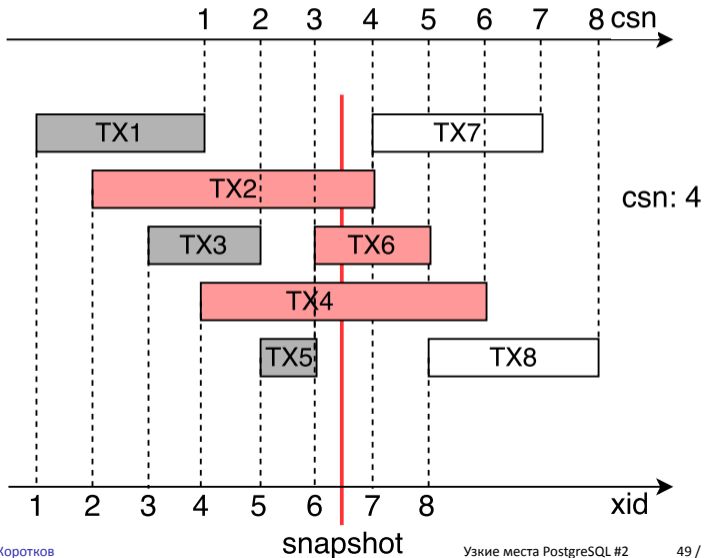 1 2 3 4 5 6 7 8 csn
TX1 TX7
TX2
csn: 4
TX3 TX6
TX4
TX5 TX8
1 2 3 4 5 6 7 8 xid
snapshot
Коротков Узкие места PostgreSQL #2 49 /